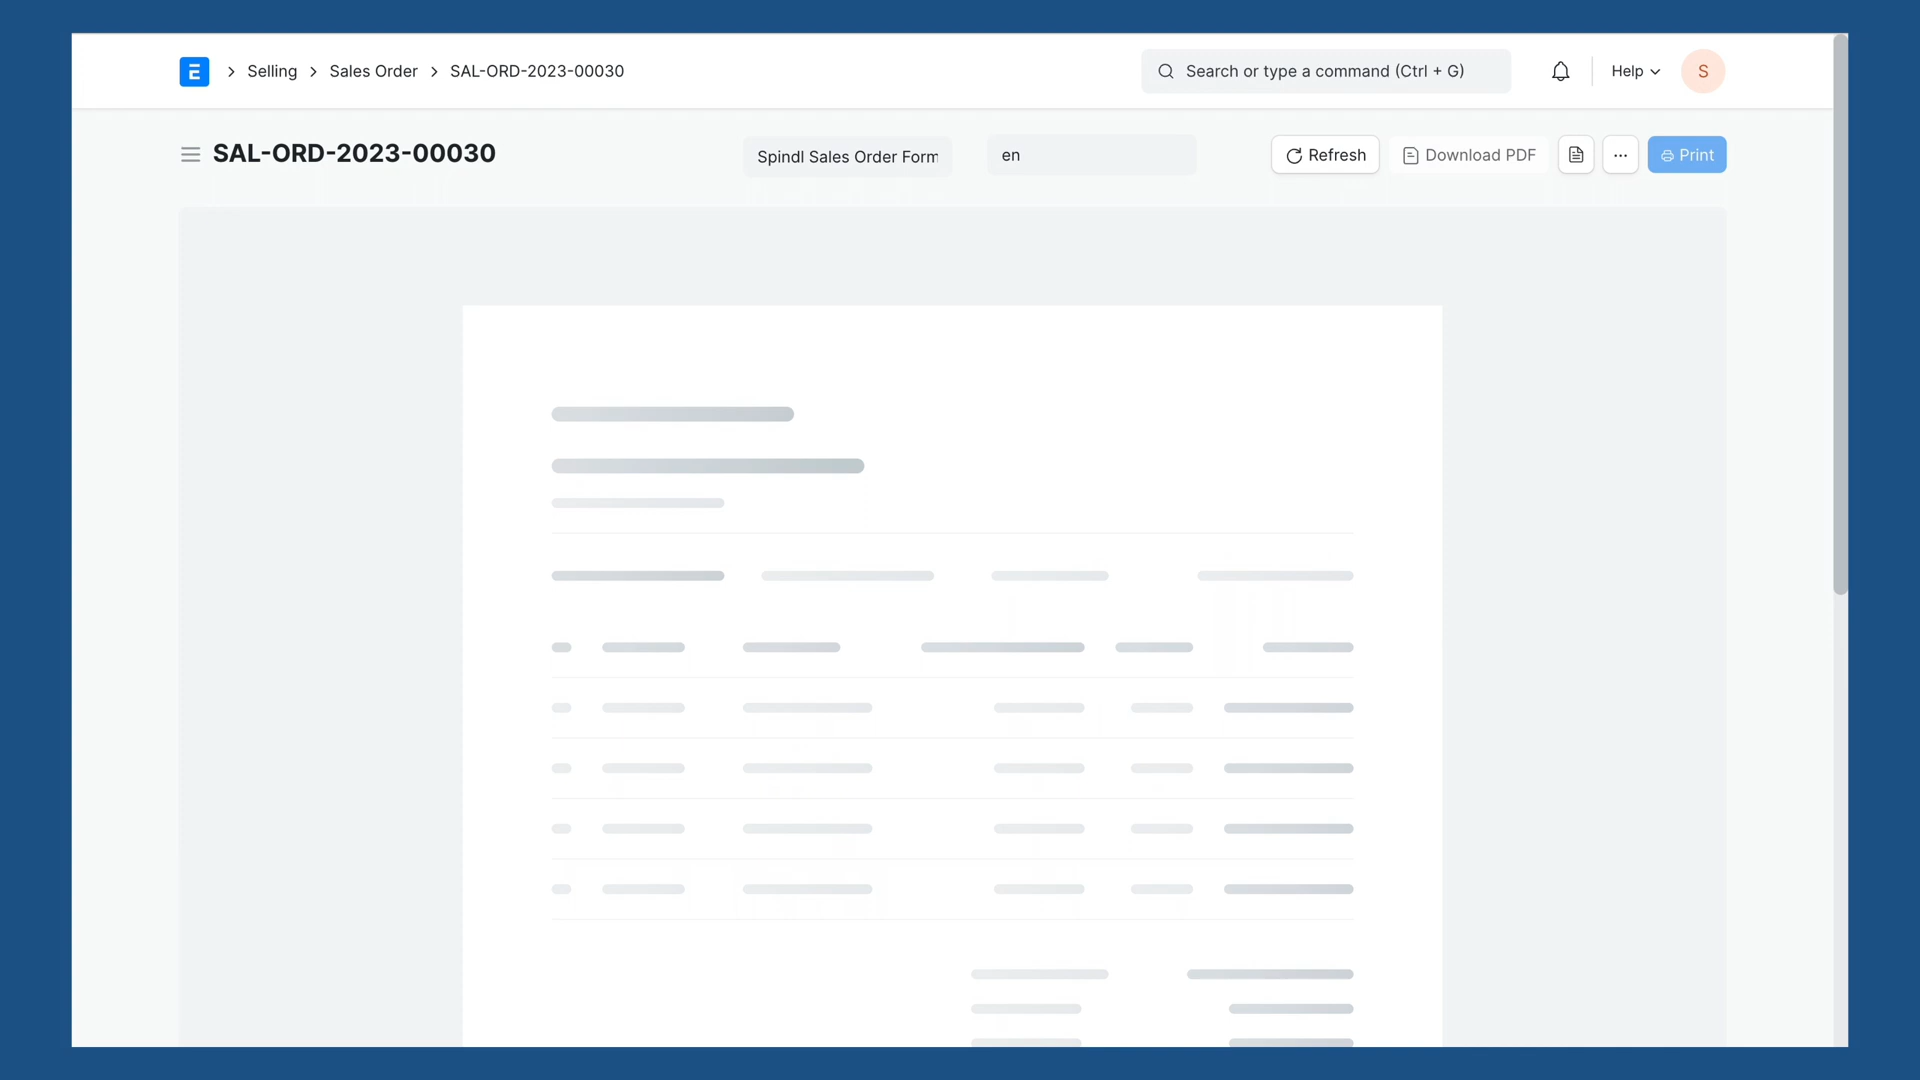 E > Selling > Sales Order > SAL-ORD-2023-00030 Search or type a command (Ctrl + G) Help S
SAL-ORD-2023-00030 Spindl Sales Order Form en Refresh Download PDF ... Print